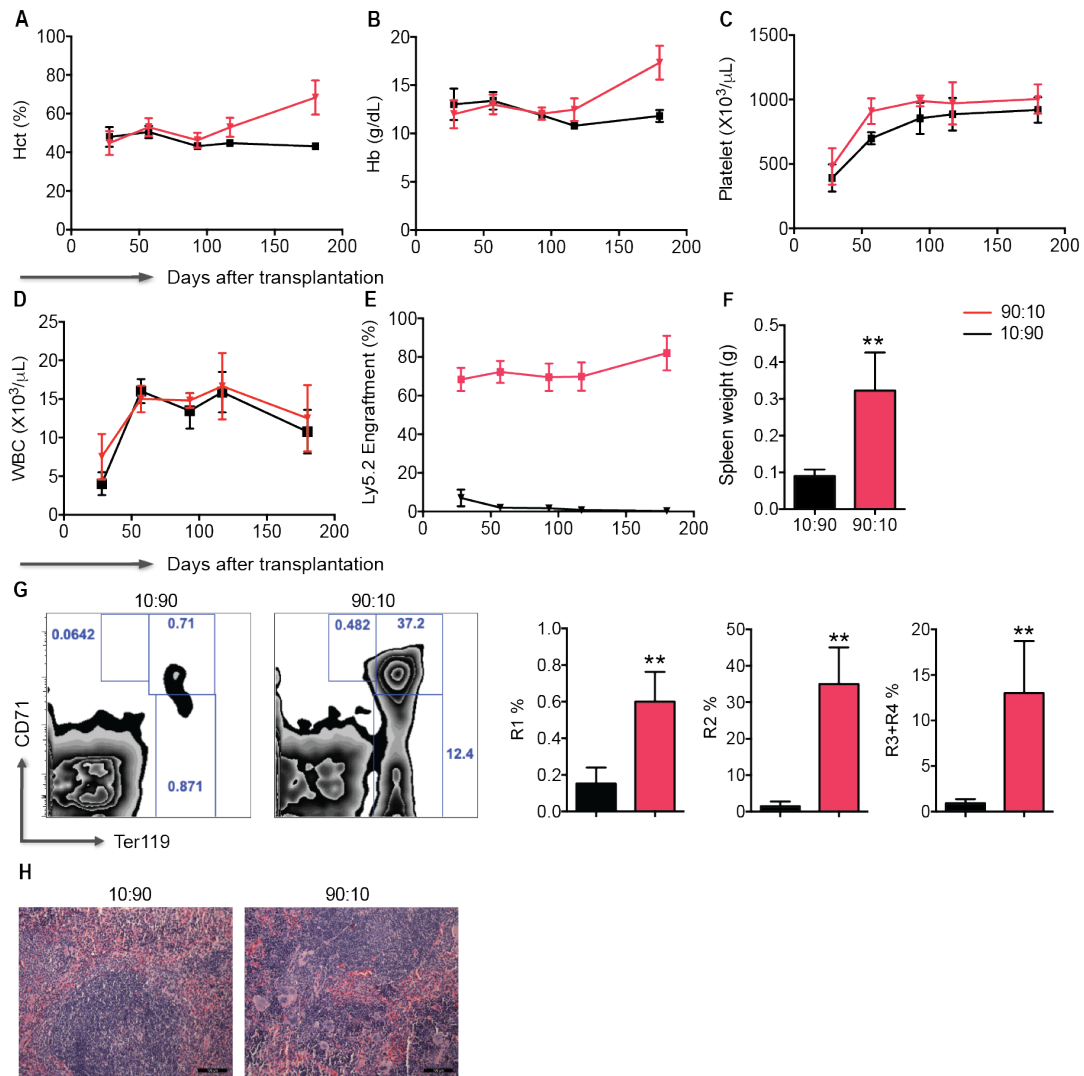 A
Hct (%)
100
80
60
40
20
0
0 50 100 150 200
B
Hb (g/dL)
20
15
10
5
0
0 50 100 150 200
C
Platelet (X10³/µL)
1500
1000
500
0
0 50 100 150 200
Days after transplantation
D
WBC (X10³/µL)
25
20
15
10
5
0
0 50 100 150 200
E
Ly5.2 Engraftment (%)
100
80
60
40
20
0
0 50 100 150 200
F
Spleen weight (g)
0.5
0.4
0.3
0.1
0.0
**
10:90 90:10
90:10
10:90
Days after transplantation
G
10:90
0.0642
0.71
0.871
90:10
0.482
37.2
12.4
CD71
Ter119
R1 %
1.0
0.8
0.6
0.4
0.2
0.0
**
R2 %
50
40
30
20
10
0
**
R3+R4 %
20
15
10
5
0
**
H
10:90
90:10